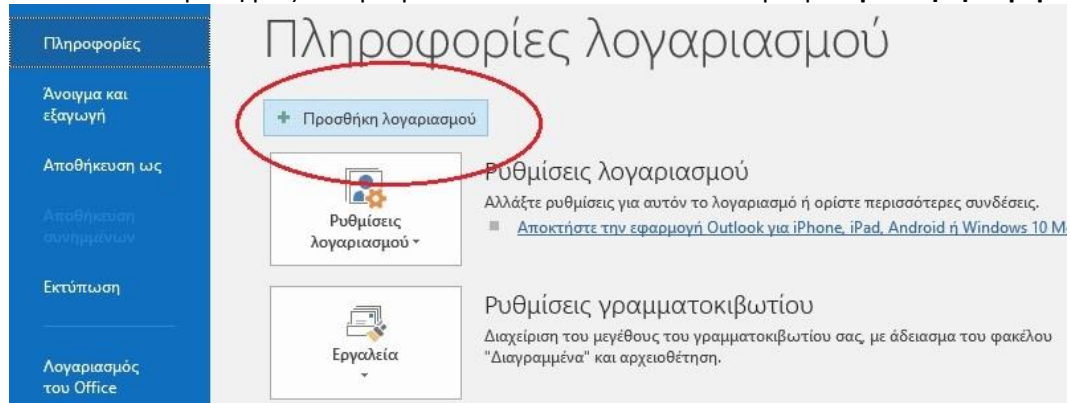 Πληροφορίες
Άνοιγμα και
εξαγωγή
Αποθήκευση ως
Αποθήκευση
συνημμένων
Εκτύπωση
Λογαριασμός
του Office
Πληροφορίες λογαριασμού
Προσθήκη λογαριασμού
Ρυθμίσεις
λογαριασμού
Ρυθμίσεις λογαριασμού
Αλλάξτε ρυθμίσεις για αυτόν το λογαριασμό ή ορίστε περισσότερες συνδέσεις.
Αποκτήστε την εφαρμογή Outlook για iPhone, iPad, Android ή Windows 10
Εργαλεία
Ρυθμίσεις γραμματοκιβωτίου
Διαχείριση του μεγέθους του γραμματοκιβωτίου σας, με άδειασμα του φακέλου
"Διαγραμμένα" και αρχειοθέτηση.